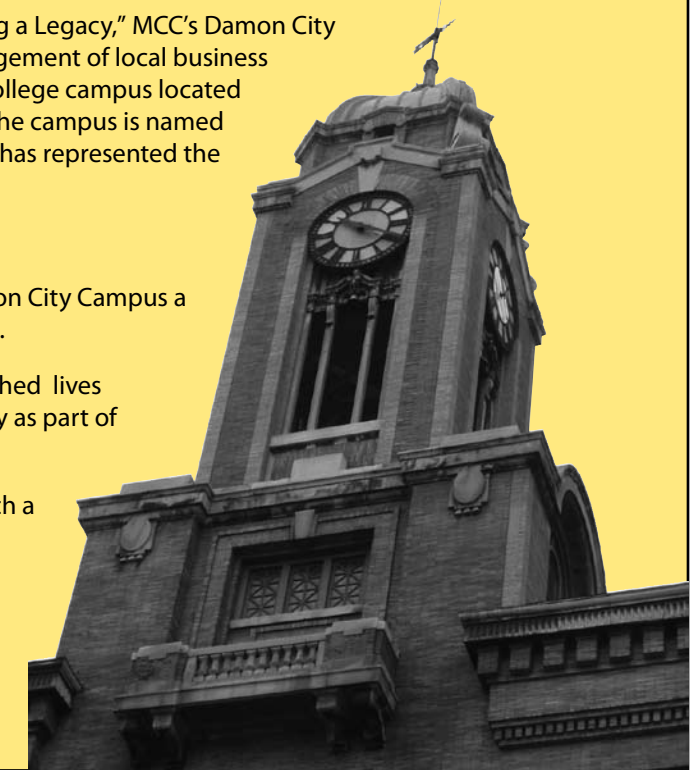 g a Legacy,” MCC’s Damon City
gement of local business
ollege campus located
he campus is named
has represented the
on City Campus a
.
hed lives
y as part of
h a